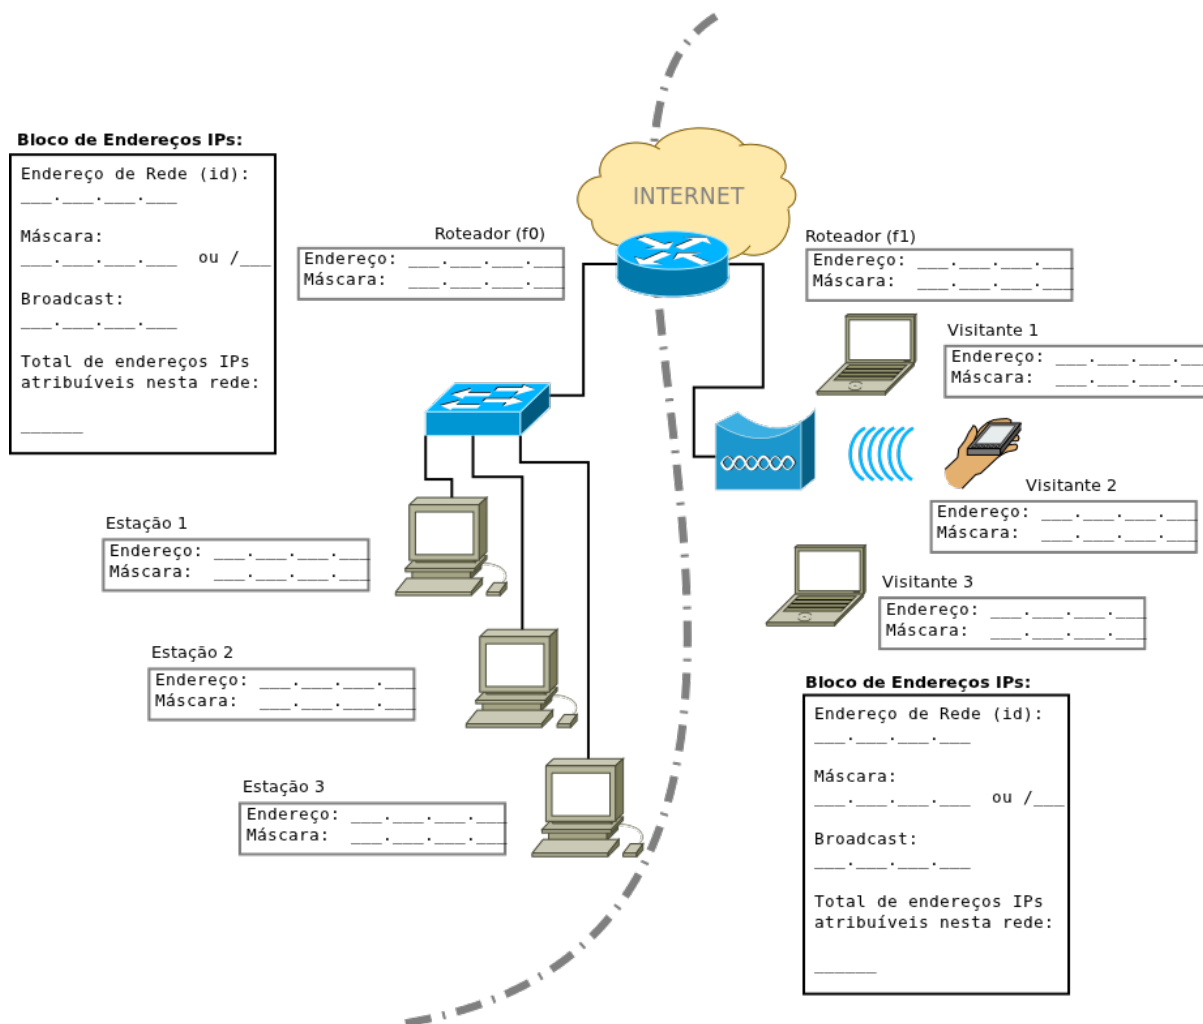 Bloco de Endereços IPs:
Endereço de Rede (id):
___.___.___.___
Máscara:
___.___.___.___  ou /___
Broadcast:
___.___.___.___
Total de endereços IPs
atribuíveis nesta rede:
______
INTERNET
Roteador (f0)
Endereço: ___.___.___.___
Máscara:  ___.___.___.___
Roteador (f1)
Endereço: ___.___.___.___
Máscara:  ___.___.___.___
Visitante 1
Endereço: ___.___.___.___
Máscara:  ___.___.___.___
Visitante 2
Endereço: ___.___.___.___
Máscara:  ___.___.___.___
Estação 1
Endereço: ___.___.___.___
Máscara:  ___.___.___.___
Visitante 3
Endereço: ___.___.___.___
Máscara:  ___.___.___.___
Estação 2
Endereço: ___.___.___.___
Máscara:  ___.___.___.___
Estação 3
Endereço: ___.___.___.___
Máscara:  ___.___.___.___
Bloco de Endereços IPs:
Endereço de Rede (id):
___.___.___.___
Máscara:
___.___.___.___  ou /___
Broadcast:
___.___.___.___
Total de endereços IPs
atribuíveis nesta rede:
______